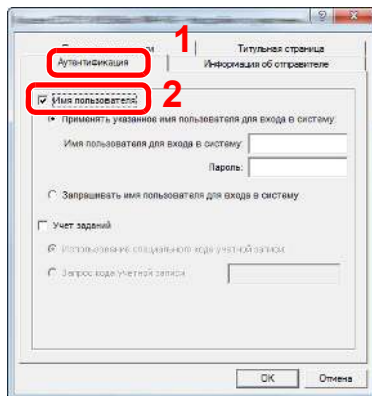 1
Титульная страница
Аутентификация
Информация об отправителе
Имя пользователя 2
Применять указанное имя пользователя для входа в систему
Имя пользователя для входа в систему:
Пароль:
Запрашивать имя пользователя для входа в систему
Учет заданий
Использование специального кода учетной записи
Запрос кода учетной записи
OK Отмена